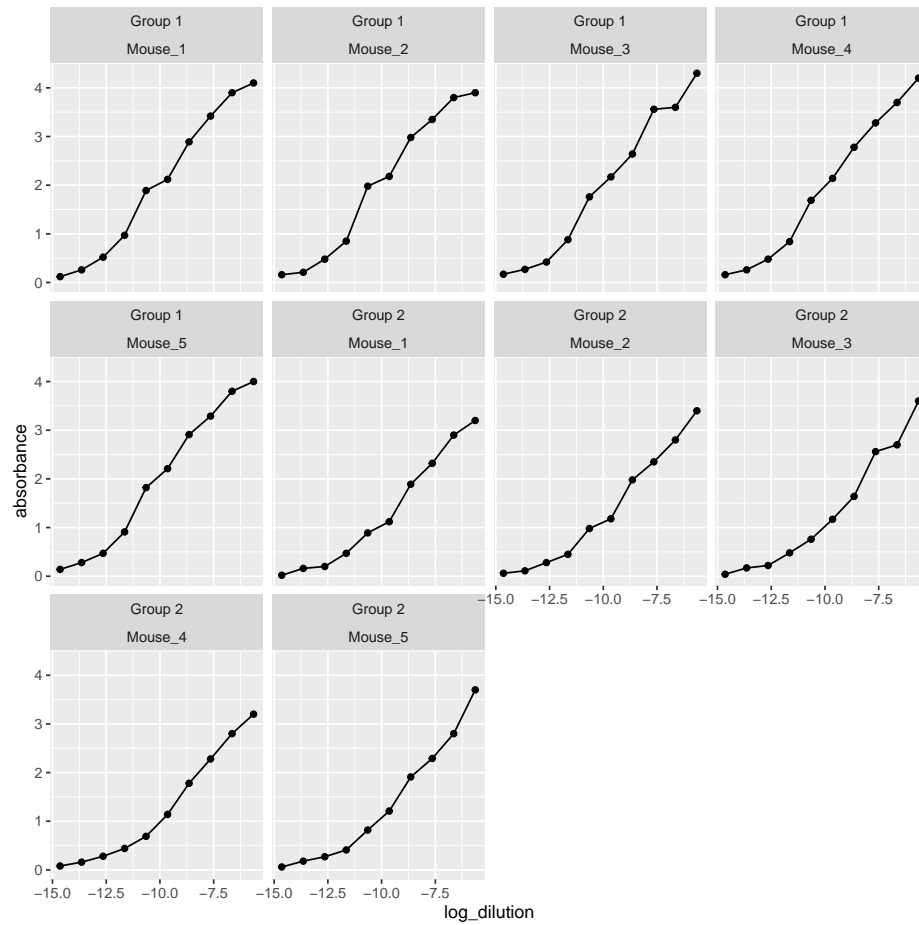 Group 1 Group 1 Group 1 Group 1
Mouse_1 Mouse_2 Mouse_3 Mouse_4
4
3
2
1
0
Group 1 Group 2 Group 2 Group 2
Mouse_5 Mouse_1 Mouse_2 Mouse_3
4
3
2
1
0
absorbance
−15.0 −12.5 −10.0 −7.5 −15.0 −12.5 −10.0 −7.5
Group 2 Group 2
Mouse_4 Mouse_5
4
3
2
1
0
−15.0 −12.5 −10.0 −7.5 −15.0 −12.5 −10.0 −7.5
log_dilution